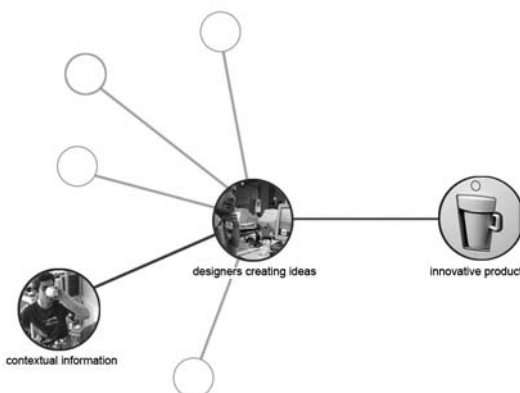 designers creating ideas
innovative product
contextual information